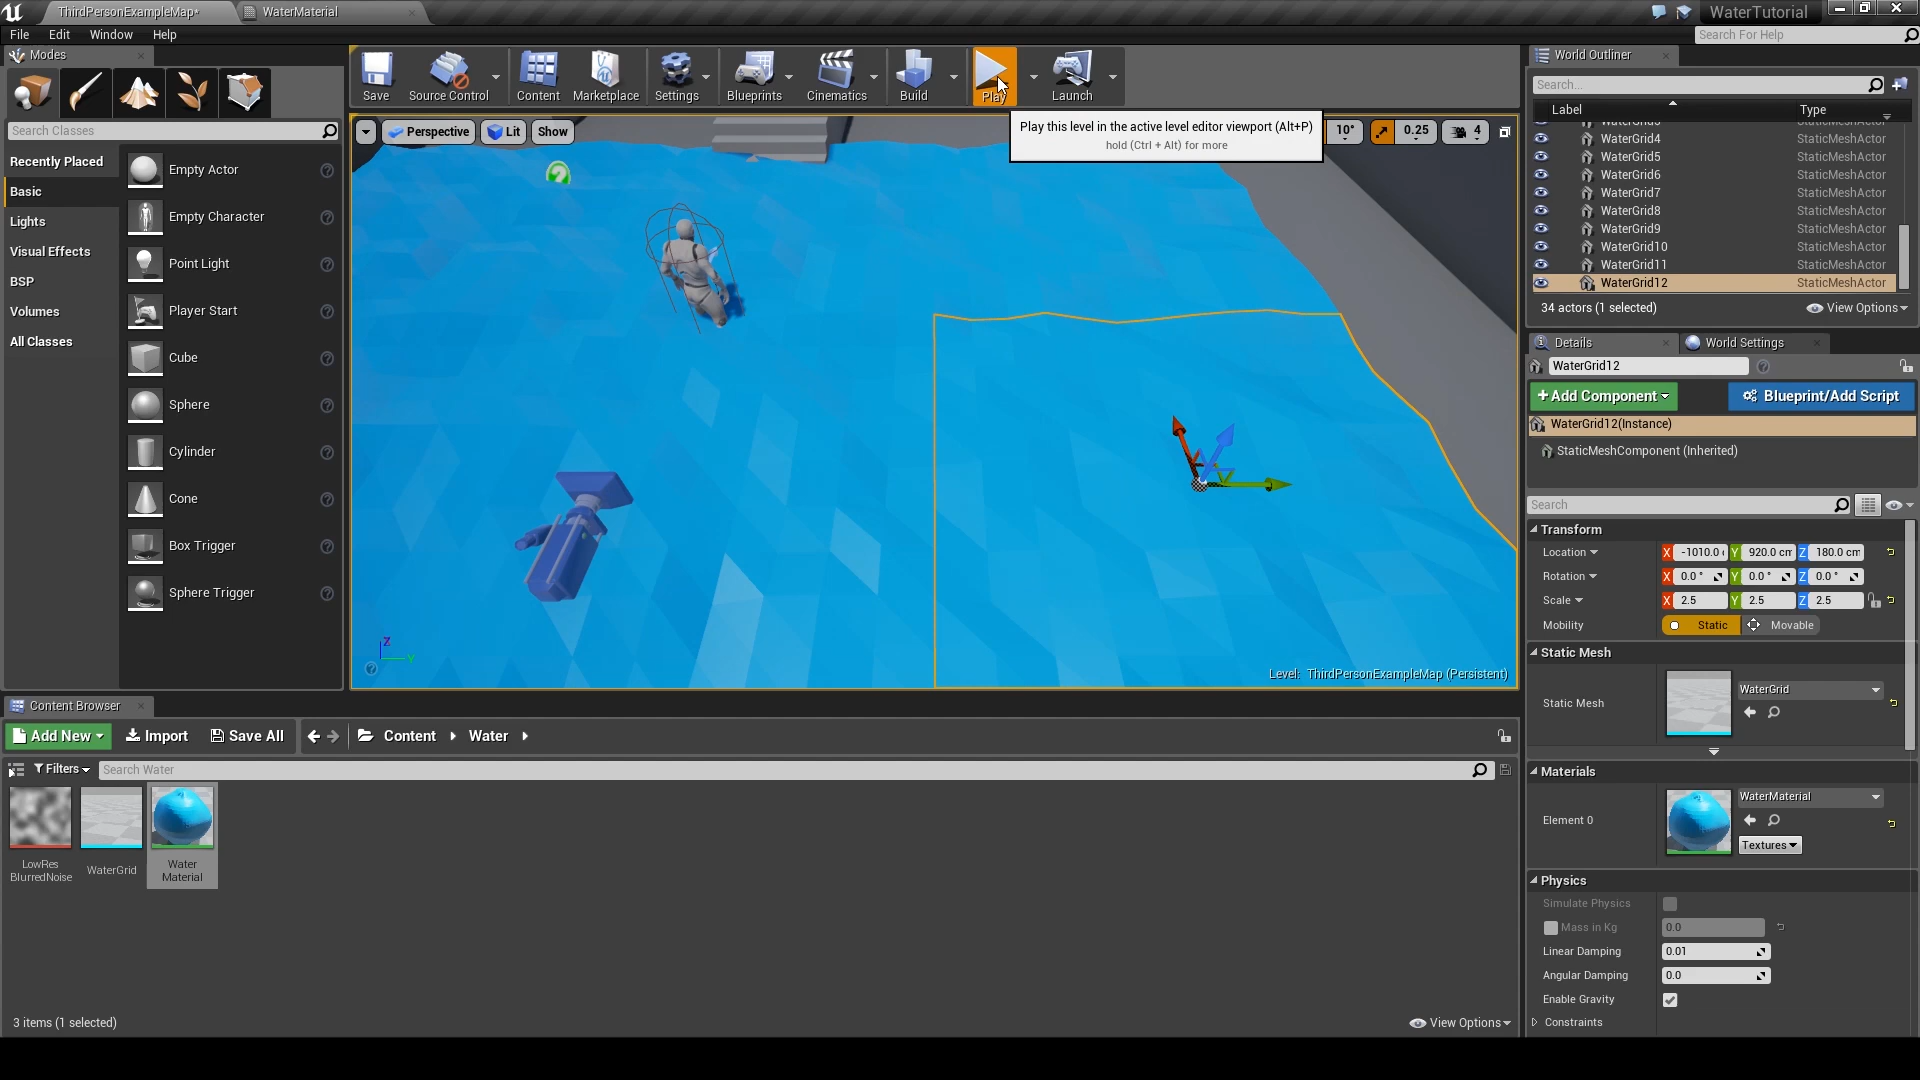 ThirdPersonExampleMap*
WaterMaterial
WaterTutorial
File Edit Window Help
Search For Help
Modes
Save
Source Control
Content
Marketplace
Settings
Blueprints
Cinematics
Build
Play
Launch
Search Classes
Recently Placed
Basic
Lights
Visual Effects
BSP
Volumes
All Classes
Empty Actor
Empty Character
Point Light
Player Start
Cube
Sphere
Cylinder
Cone
Box Trigger
Sphere Trigger
Perspective
Lit
Show
10°
0.25
4
Play this level in the active level editor viewport (Alt+P)
hold (Ctrl + Alt) for more
Z
Y
Level: ThirdPersonExampleMap (Persistent)
World Outliner
Search...
Label Type
WaterGrid4 StaticMeshActor
WaterGrid5 StaticMeshActor
WaterGrid6 StaticMeshActor
WaterGrid7 StaticMeshActor
WaterGrid8 StaticMeshActor
WaterGrid9 StaticMeshActor
WaterGrid10 StaticMeshActor
WaterGrid11 StaticMeshActor
WaterGrid12 StaticMeshActor
34 actors (1 selected)
View Options
Details
World Settings
WaterGrid12
+ Add Component
Blueprint/Add Script
WaterGrid12(Instance)
StaticMeshComponent (Inherited)
Search
Transform
Location X -1010.0 Y 920.0 cm Z 180.0 cm
Rotation X 0.0 ° Y 0.0 ° Z 0.0 °
Scale X 2.5 Y 2.5 Z 2.5
Mobility Static Movable
Static Mesh
Static Mesh WaterGrid
Materials
Element 0 WaterMaterial
Textures
Physics
Simulate Physics
Mass in Kg 0.0
Linear Damping 0.01
Angular Damping 0.0
Enable Gravity
Constraints
Content Browser
Add New
Import
Save All
Content
Water
Filters
Search Water
LowRes
BlurredNoise
WaterGrid
Water
Material
3 items (1 selected)
View Options